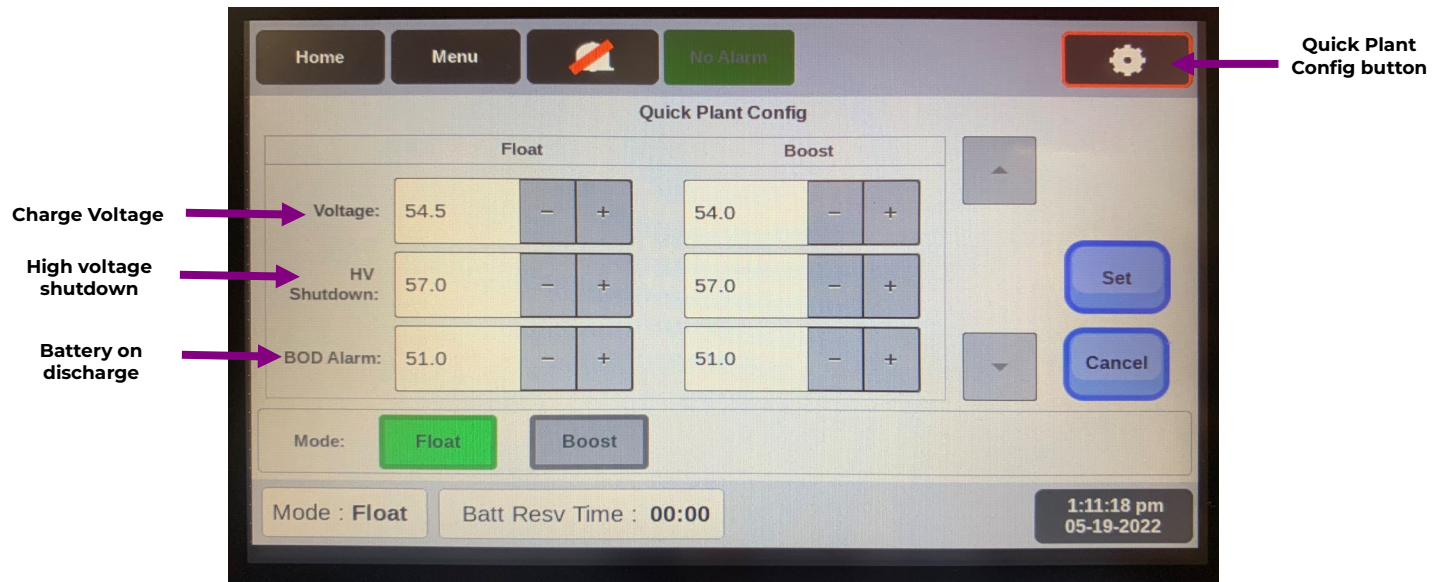 Home
Menu
No Alarm
Quick Plant
Config button
Quick Plant Config
Float
Boost
Charge Voltage
Voltage:
54.5
-
+
54.0
-
+
High voltage
shutdown
HV
Shutdown:
57.0
-
+
57.0
-
+
Set
Battery on
discharge
BOD Alarm:
51.0
-
+
51.0
-
+
Cancel
Mode:
Float
Boost
Mode : Float
Batt Resv Time : 00:00
1:11:18 pm
05-19-2022